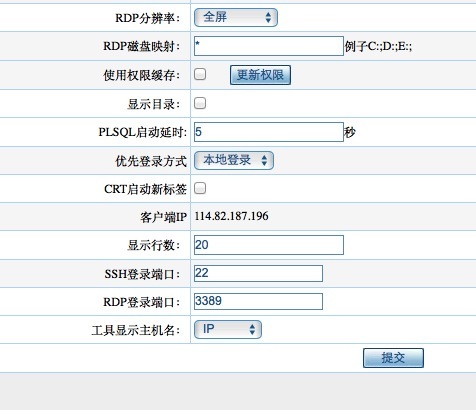 RDP分辨率： 全屏
RDP磁盘映射： * 例子C:;D:;E:;
使用权限缓存： 更新权限
显示目录：
PLSQL启动延时: 5 秒
优先登录方式 本地登录
CRT启动新标签
客户端IP 114.82.187.196
显示行数： 20
SSH登录端口： 22
RDP登录端口： 3389
工具显示主机名： IP
提交